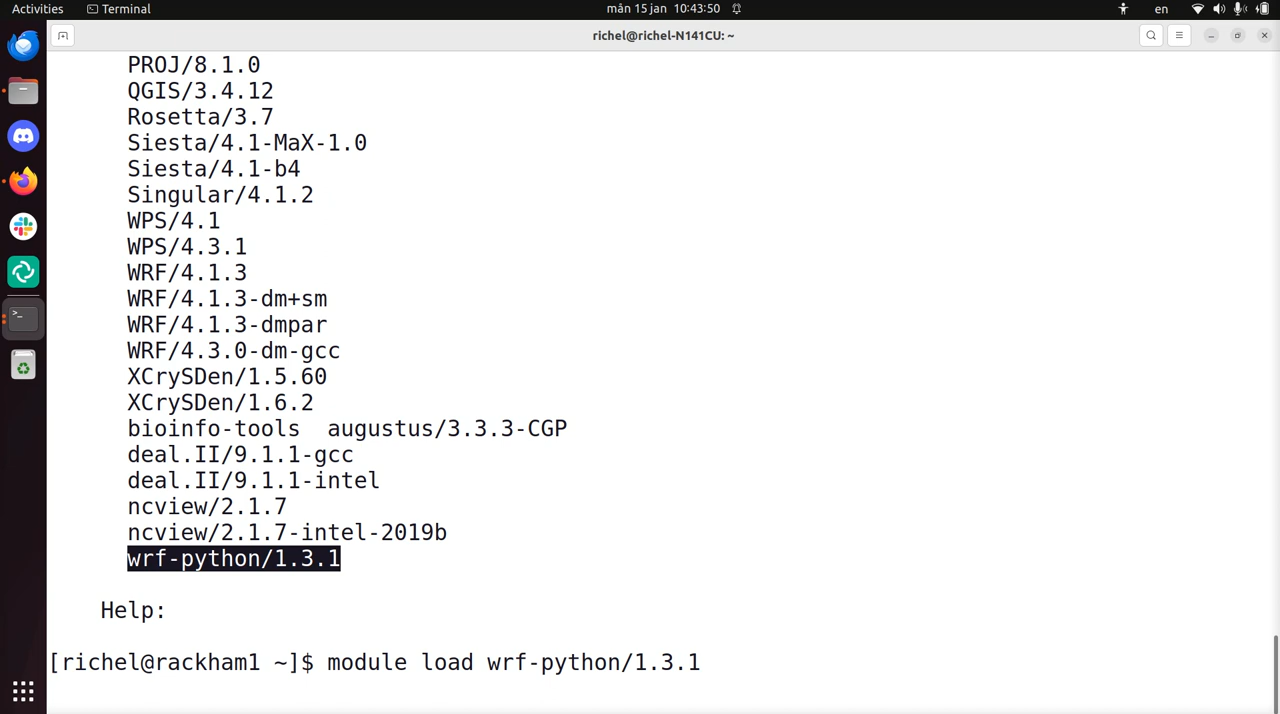 Activities Terminal mån 15 jan 10:43:50 en
richel@richel-N141CU: ~
PROJ/8.1.0
QGIS/3.4.12
Rosetta/3.7
Siesta/4.1-MaX-1.0
Siesta/4.1-b4
Singular/4.1.2
WPS/4.1
WPS/4.3.1
WRF/4.1.3
WRF/4.1.3-dm+sm
WRF/4.1.3-dmpar
WRF/4.3.0-dm-gcc
XCrySDen/1.5.60
XCrySDen/1.6.2
bioinfo-tools  augustus/3.3.3-CGP
deal.II/9.1.1-gcc
deal.II/9.1.1-intel
ncview/2.1.7
ncview/2.1.7-intel-2019b
wrf-python/1.3.1
Help:
[richel@rackham1 ~]$ module load wrf-python/1.3.1